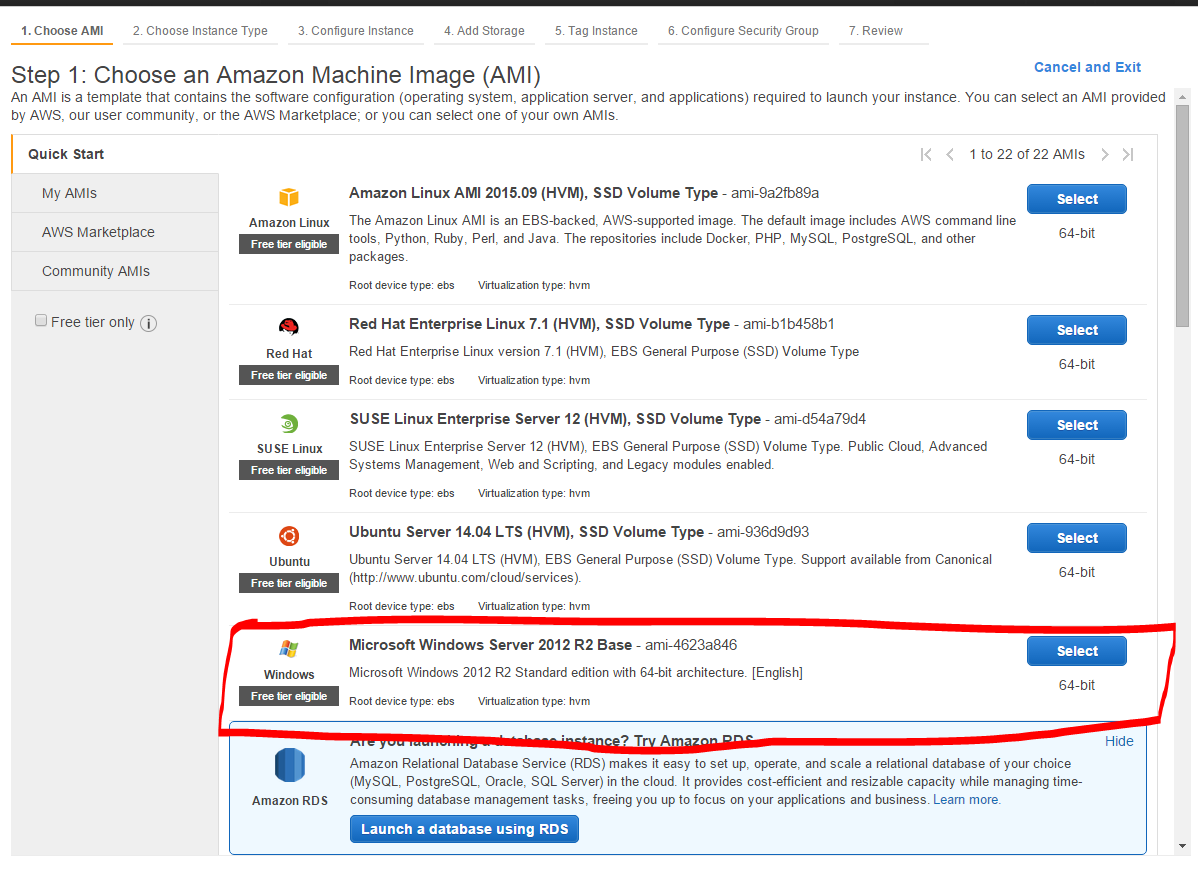 1. Choose AMI 2. Choose Instance Type 3. Configure Instance 4. Add Storage 5. Tag Instance 6. Configure Security Group 7. Review
Step 1: Choose an Amazon Machine Image (AMI)
Cancel and Exit
An AMI is a template that contains the software configuration (operating system, application server, and applications) required to launch your instance. You can select an AMI provided
by AWS, our user community, or the AWS Marketplace; or you can select one of your own AMIs.
Quick Start
My AMIs
AWS Marketplace
Community AMIs
Free tier only
1 to 22 of 22 AMIs
Amazon Linux
Free tier eligible
Amazon Linux AMI 2015.09 (HVM), SSD Volume Type - ami-9a2fb89a
The Amazon Linux AMI is an EBS-backed, AWS-supported image. The default image includes AWS command line
tools, Python, Ruby, Perl, and Java. The repositories include Docker, PHP, MySQL, PostgreSQL, and other
packages.
Root device type: ebs Virtualization type: hvm
Select
64-bit
Red Hat
Free tier eligible
Red Hat Enterprise Linux 7.1 (HVM), SSD Volume Type - ami-b1b458b1
Red Hat Enterprise Linux version 7.1 (HVM), EBS General Purpose (SSD) Volume Type
Root device type: ebs Virtualization type: hvm
Select
64-bit
SUSE Linux
Free tier eligible
SUSE Linux Enterprise Server 12 (HVM), SSD Volume Type - ami-d54a79d4
SUSE Linux Enterprise Server 12 (HVM), EBS General Purpose (SSD) Volume Type. Public Cloud, Advanced
Systems Management, Web and Scripting, and Legacy modules enabled.
Root device type: ebs Virtualization type: hvm
Select
64-bit
Ubuntu
Free tier eligible
Ubuntu Server 14.04 LTS (HVM), SSD Volume Type - ami-936d9d93
Ubuntu Server 14.04 LTS (HVM), EBS General Purpose (SSD) Volume Type. Support available from Canonical
(http://www.ubuntu.com/cloud/services).
Root device type: ebs Virtualization type: hvm
Select
64-bit
Windows
Free tier eligible
Microsoft Windows Server 2012 R2 Base - ami-4623a846
Microsoft Windows 2012 R2 Standard edition with 64-bit architecture. [English]
Root device type: ebs Virtualization type: hvm
Select
64-bit
Amazon RDS
Are you launching a database instance? Try Amazon RDS.
Hide
Amazon Relational Database Service (RDS) makes it easy to set up, operate, and scale a relational database of your choice
(MySQL, PostgreSQL, Oracle, SQL Server) in the cloud. It provides cost-efficient and resizable capacity while managing time-
consuming database management tasks, freeing you up to focus on your applications and business. Learn more.
Launch a database using RDS